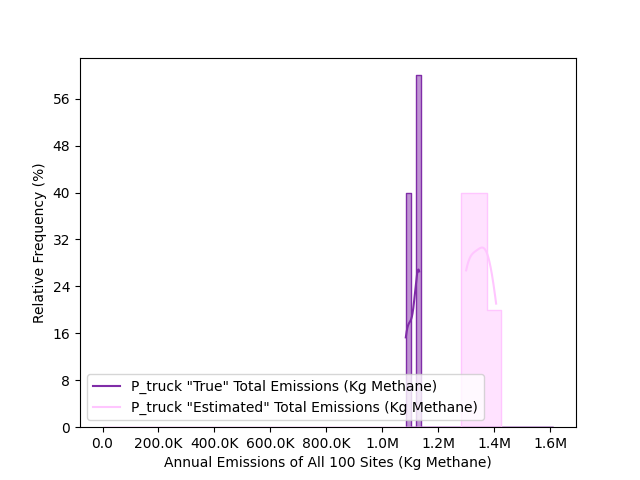 56
48
40
32
24
16
8
0
Relative Frequency (%)
P_truck "True" Total Emissions (Kg Methane)
P_truck "Estimated" Total Emissions (Kg Methane)
0.0 200.0K 400.0K 600.0K 800.0K 1.0M 1.2M 1.4M 1.6M
Annual Emissions of All 100 Sites (Kg Methane)